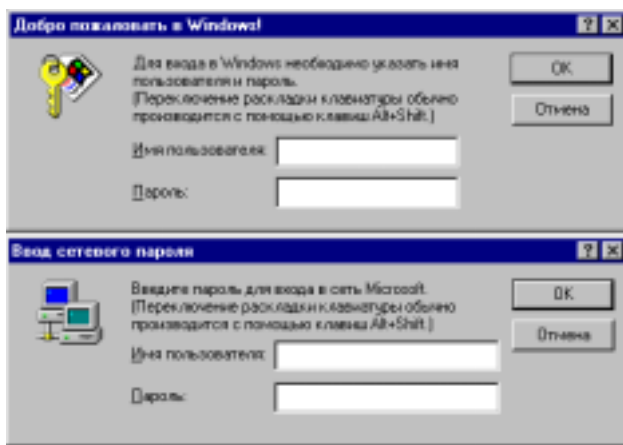 Добро пожаловать в Windows!
Для входа в Windows необходимо указать имя
пользователя и пароль.
(Переключение раскладки клавиатуры обычно
производится с помощью клавиш Alt+Shift.)
OK
Отмена
Имя пользователя:
Пароль:
Ввод сетевого пароля
Введите пароль для входа в сеть Microsoft.
(Переключение раскладки клавиатуры обычно
производится с помощью клавиш Alt+Shift.)
OK
Отмена
Имя пользователя:
Пароль: